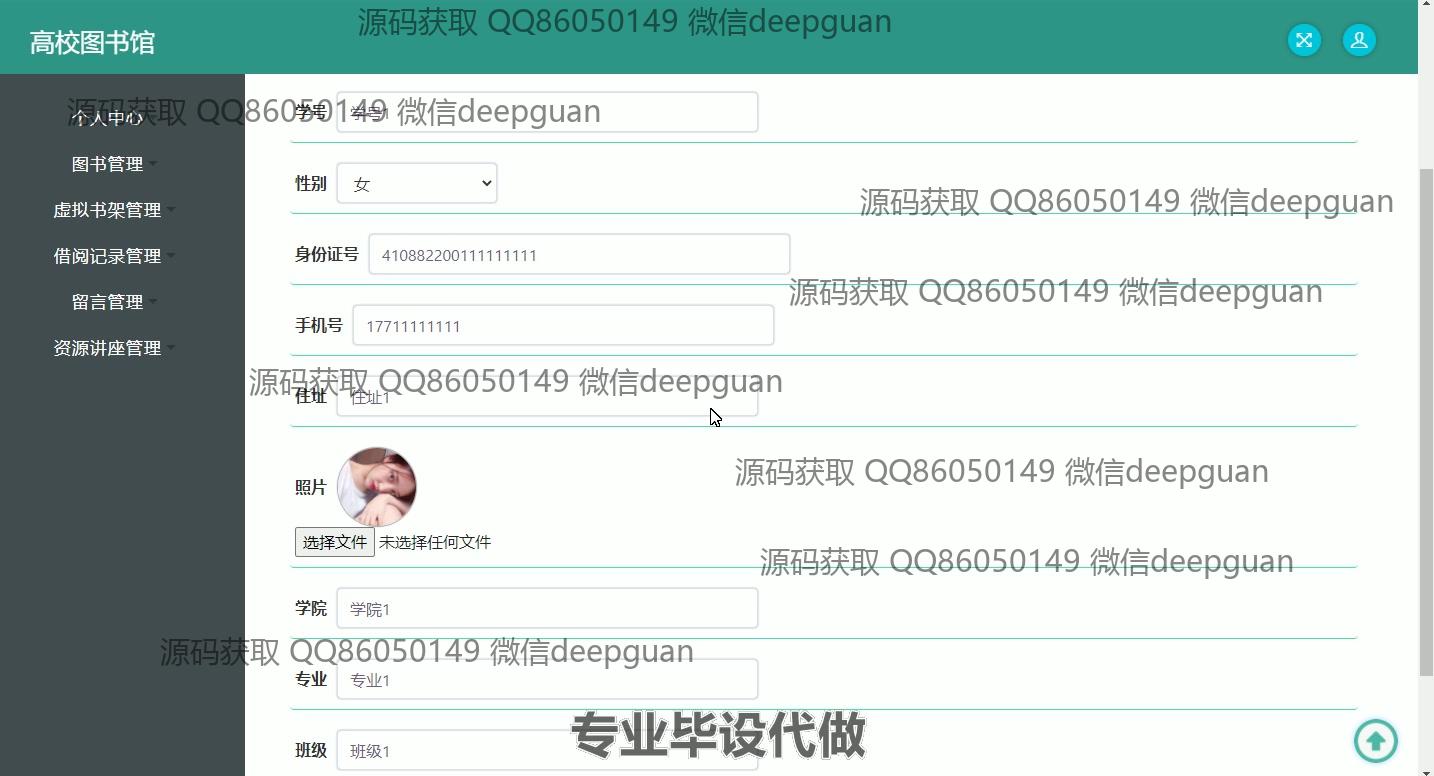 源码获取 QQ86050149 微信deepguan
高校图书馆
源码获取 QQ86050149 微信deepguan
个人中心
学号 学号1
图书管理
性别 女
源码获取 QQ86050149 微信deepguan
虚拟书架管理
借阅记录管理
身份证号 410882200111111111
源码获取 QQ86050149 微信deepguan
留言管理
手机号 17711111111
资源讲座管理
源码获取 QQ86050149 微信deepguan
住址 住址1
源码获取 QQ86050149 微信deepguan
照片
选择文件 未选择任何文件
源码获取 QQ86050149 微信deepguan
学院 学院1
源码获取 QQ86050149 微信deepguan
专业 专业1
专业毕设代做
班级 班级1